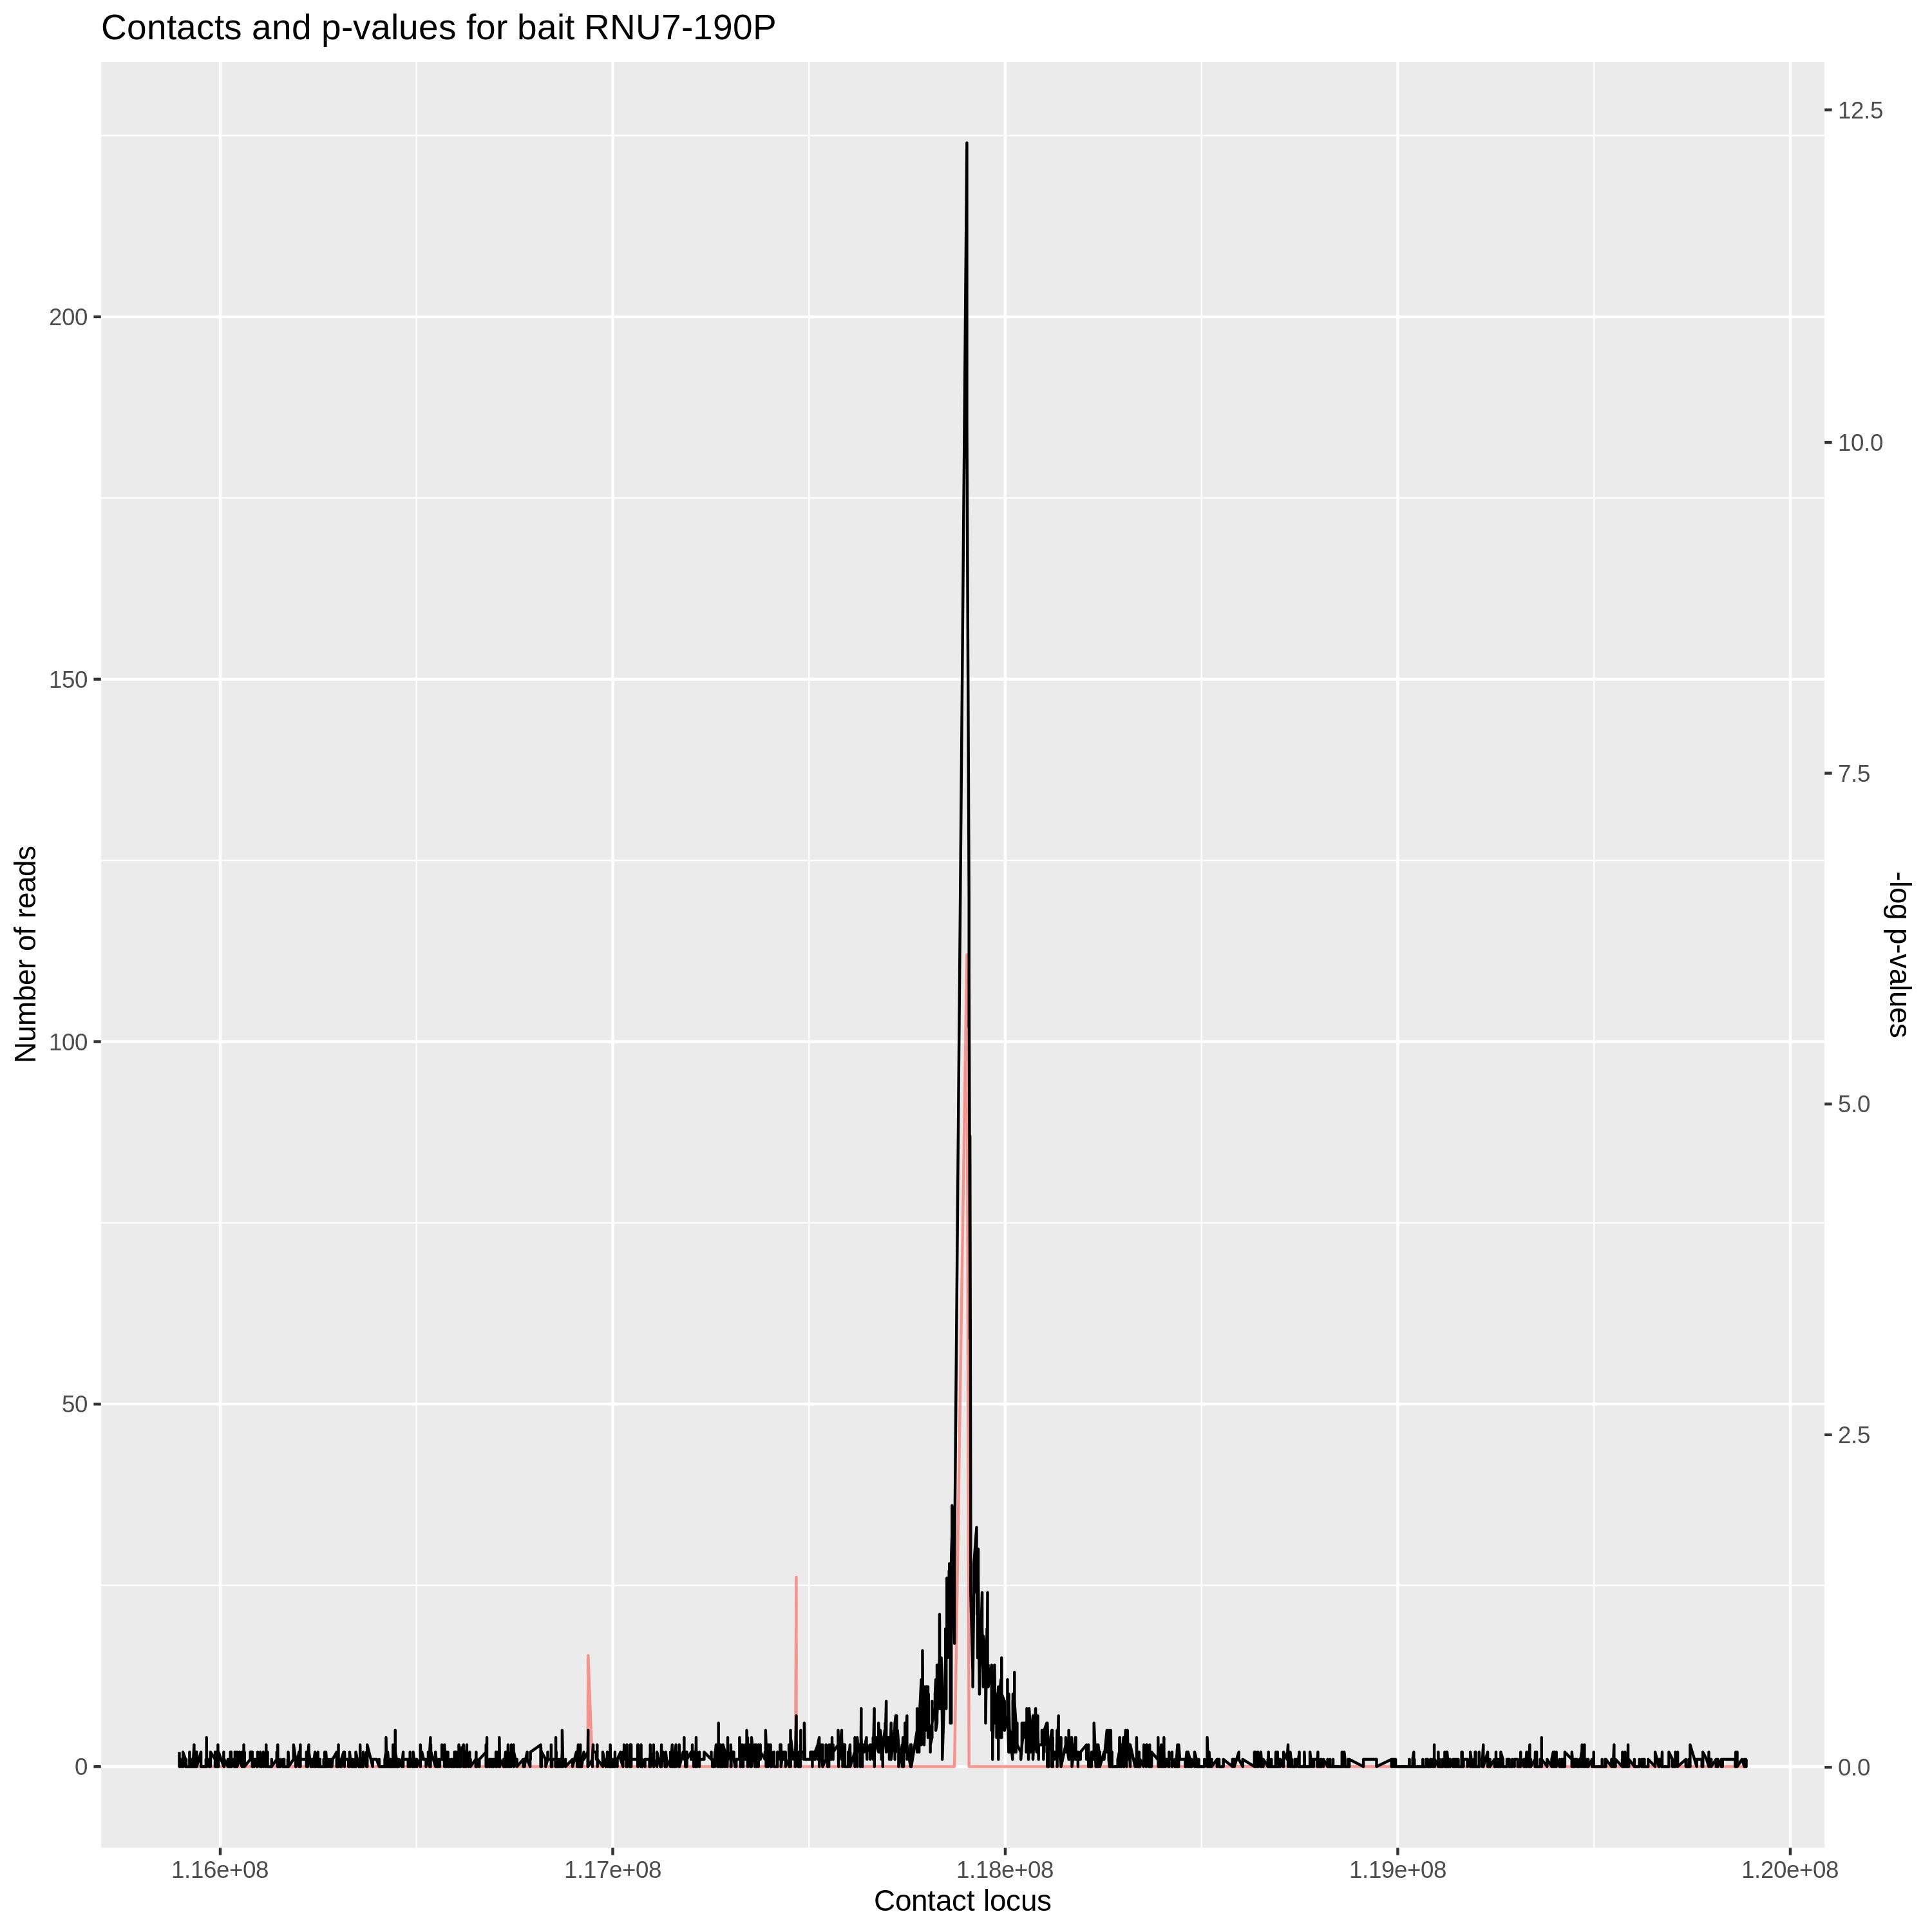 Contacts and p-values for bait RNU7-190P
Number of reads
200
150
100
50
0
12.5
10.0
7.5
5.0
2.5
0.0
-log p-values
1.16e+08
1.17e+08
1.18e+08
1.19e+08
1.20e+08
Contact locus